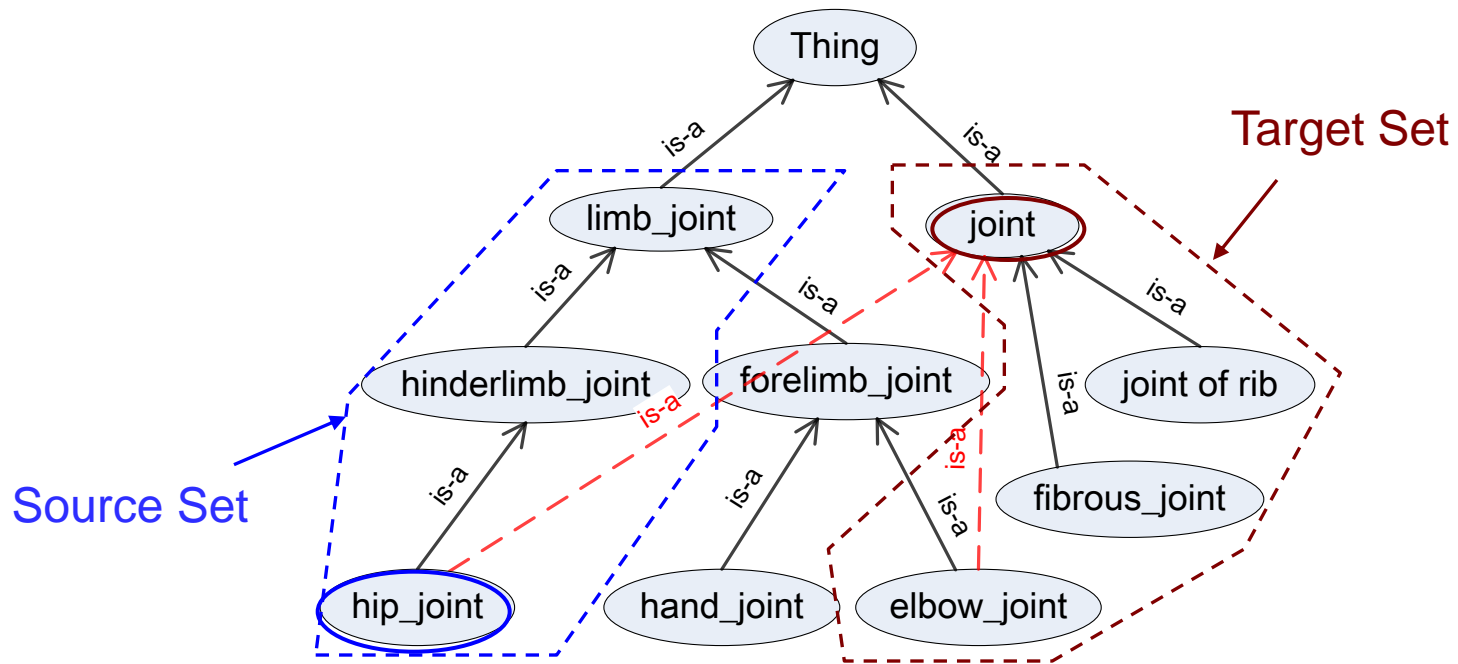 Thing
is-a
is-a
Target Set
limb_joint
joint
is-a
is-a
is-a
is-a
hinderlimb_joint
is-a
forelimb_joint
is-a
is-a
joint of rib
is-a
is-a
is-a
fibrous_joint
Source Set
hip_joint
hand_joint
elbow_joint